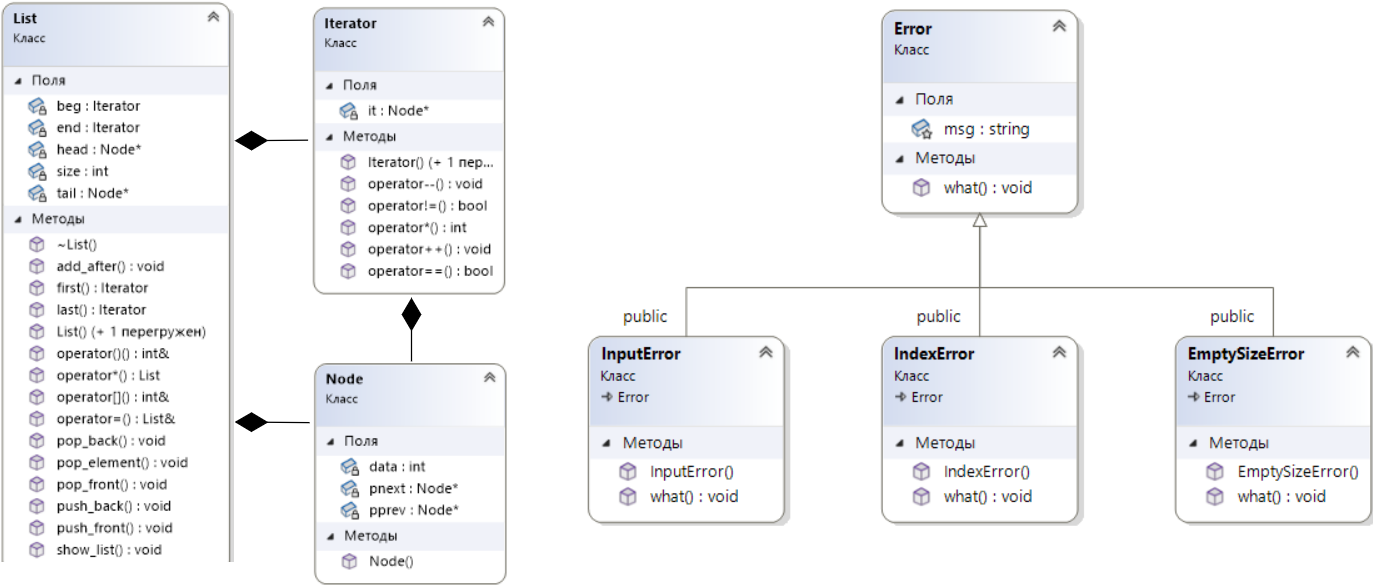 List
Класс
Поля
beg : Iterator
end : Iterator
head : Node*
size : int
tail : Node*
Методы
~List()
add_after() : void
first() : Iterator
last() : Iterator
List() (+ 1 перегружен)
operator()() : int&
operator*() : List
operator[]() : int&
operator=() : List&
pop_back() : void
pop_element() : void
pop_front() : void
push_back() : void
push_front() : void
show_list() : void
Iterator
Класс
Поля
it : Node*
Методы
Iterator() (+ 1 пер...
operator--() : void
operator!=() : bool
operator*() : int
operator++() : void
operator==() : bool
Node
Класс
Поля
data : int
pnext : Node*
pprev : Node*
Методы
Node()
Error
Класс
Поля
msg : string
Методы
what() : void
public
public
public
InputError
Класс
Error
Методы
InputError()
what() : void
IndexError
Класс
Error
Методы
IndexError()
what() : void
EmptySizeError
Класс
Error
Методы
EmptySizeError()
what() : void